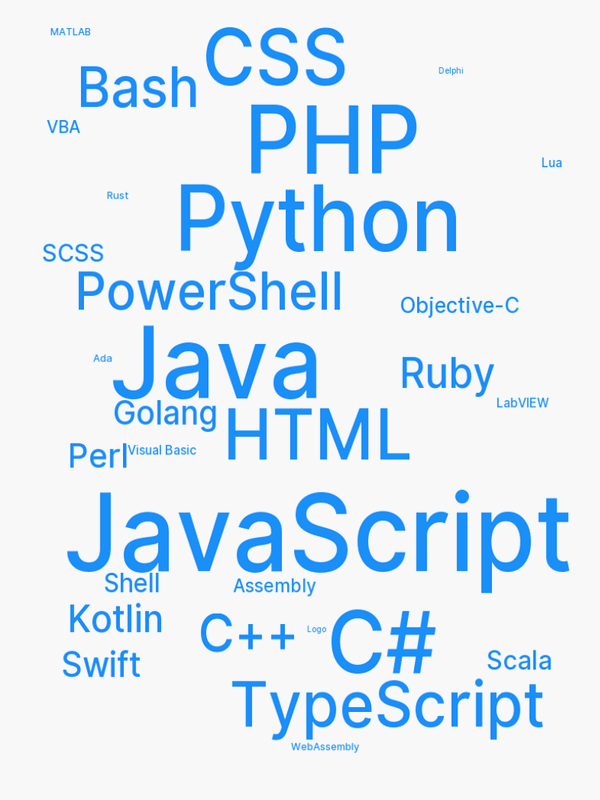 MATLAB
CSS
Delphi
Bash
VBA
PHP
Lua
Rust
Python
SCSS
PowerShell
Objective-C
Java
Ada
Ruby
LabVIEW
Golang
HTML
Perl
Visual Basic
JavaScript
Shell
Assembly
Kotlin
C++
Logo
C#
Swift
Scala
TypeScript
WebAssembly